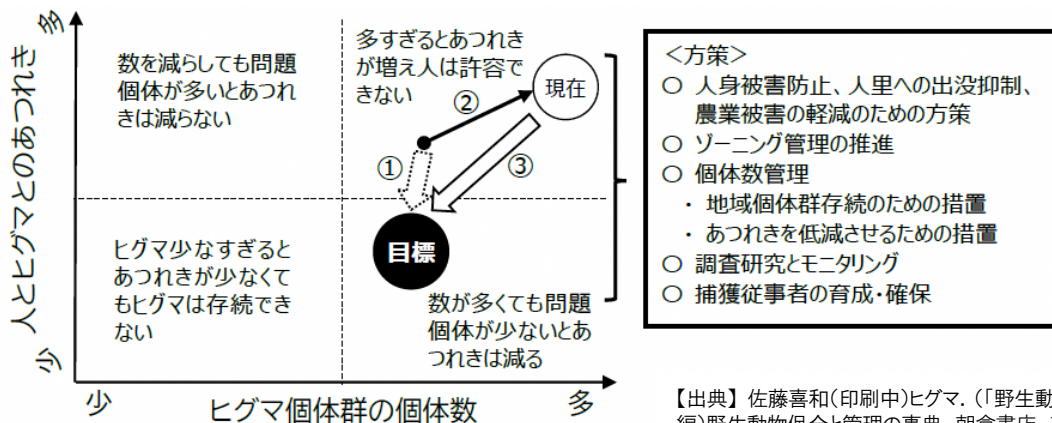 多
人とヒグマとのあつれき
少
数を減らしても問題
個体が多いとあつれ
きは減らない
多すぎるとあつれき
が増え人は許容で
きない
現在
②
①
③
目標
ヒグマ少なすぎると
あつれきが少なくて
もヒグマは存続でき
ない
数が多くても問題
個体が少ないとあ
つれきは減る
少
ヒグマ個体群の個体数
多
<方策>
○ 人身被害防止、人里への出没抑制、
農業被害の軽減のための方策
○ ゾーニング管理の推進
○ 個体数管理
・ 地域個体群存続のための措置
・ あつれきを低減させるための措置
○ 調査研究とモニタリング
○ 捕獲従事者の育成・確保
【出典】 佐藤喜和(印刷中)ヒグマ.(「野生動